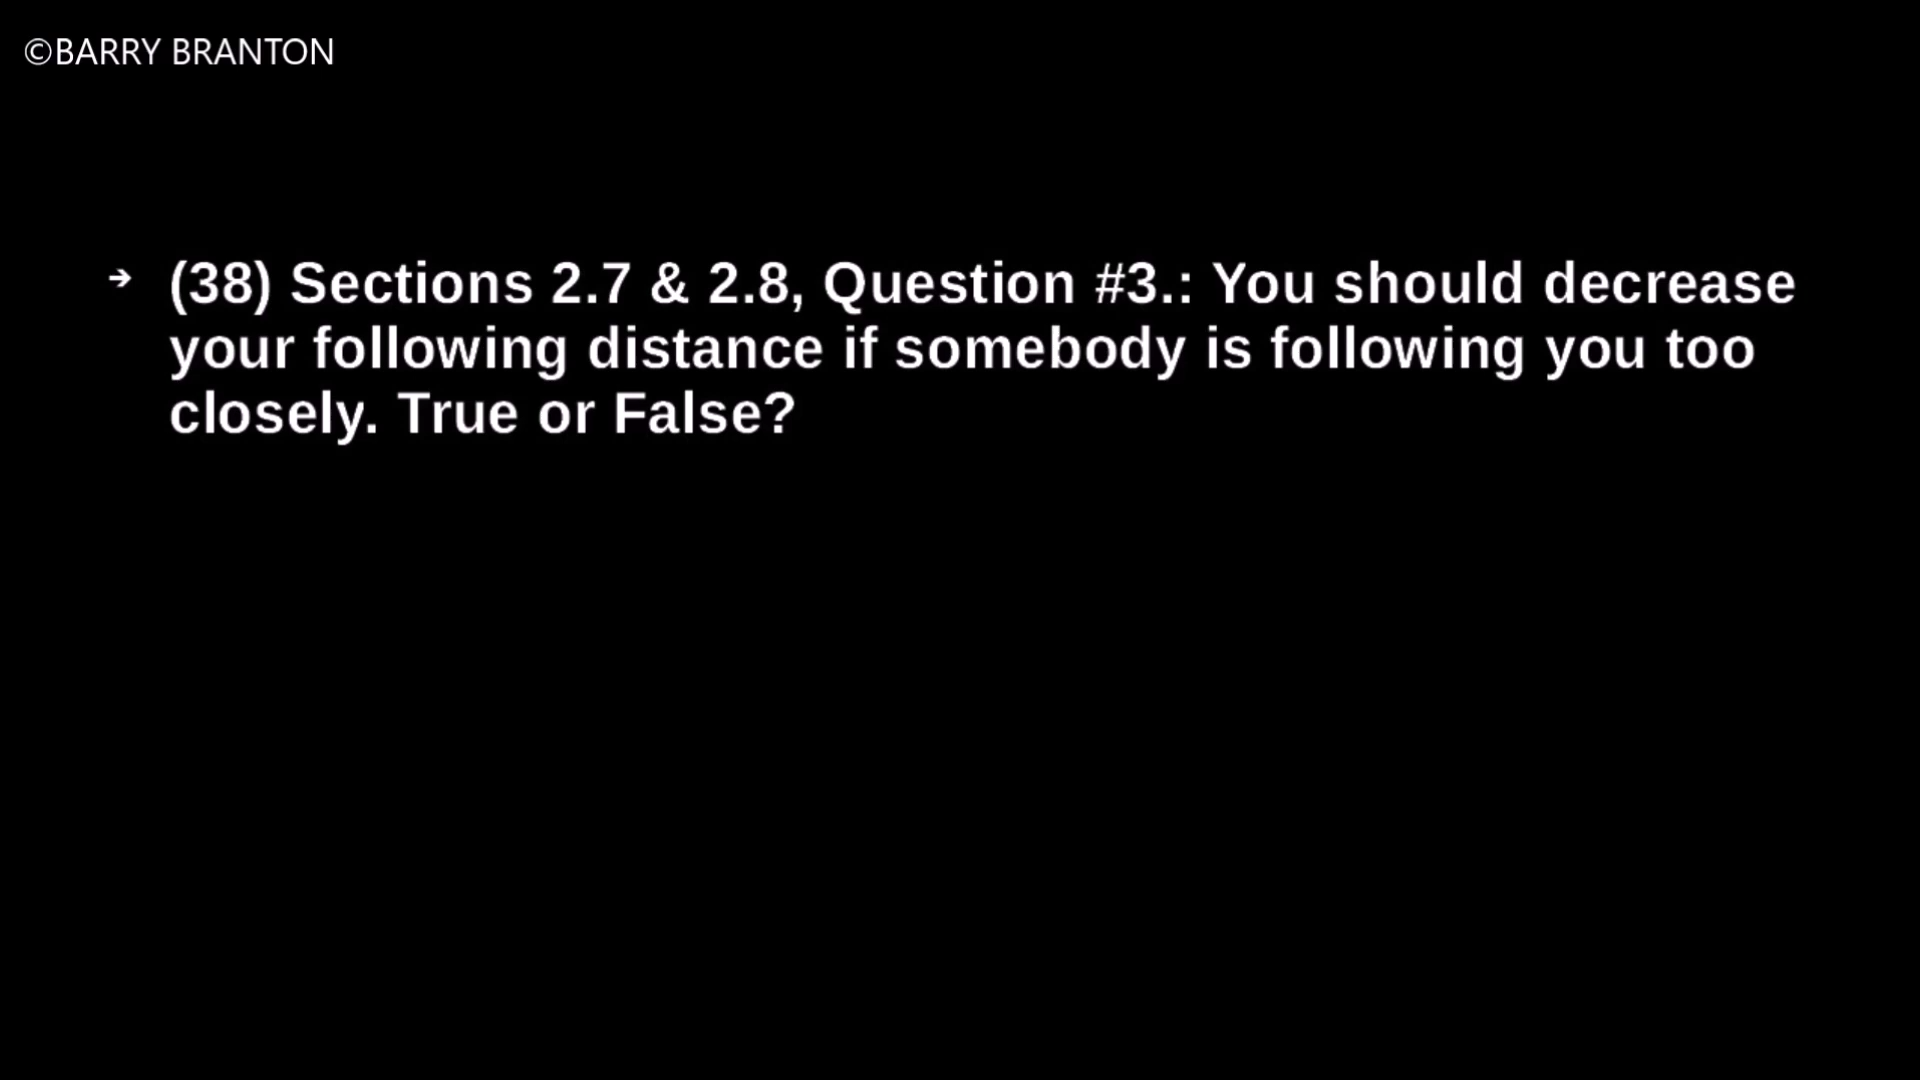 ©BARRY BRANTON
➔ (38) Sections 2.7 & 2.8, Question #3.: You should decrease
your following distance if somebody is following you too
closely. True or False?